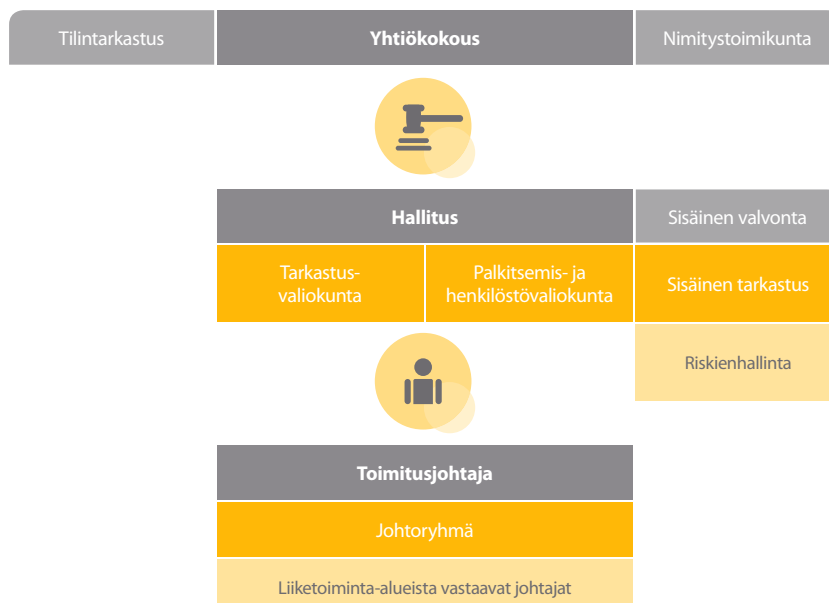 Tilintarkastus
Yhtiökokous
Nimitystoimikunta
Hallitus
Sisäinen valvonta
Tarkastus-
valiokunta
Palkitsemis- ja
henkilöstövaliokunta
Sisäinen tarkastus
Riskienhallinta
Toimitusjohtaja
Johtoryhmä
Liiketoiminta-alueista vastaavat johtajat